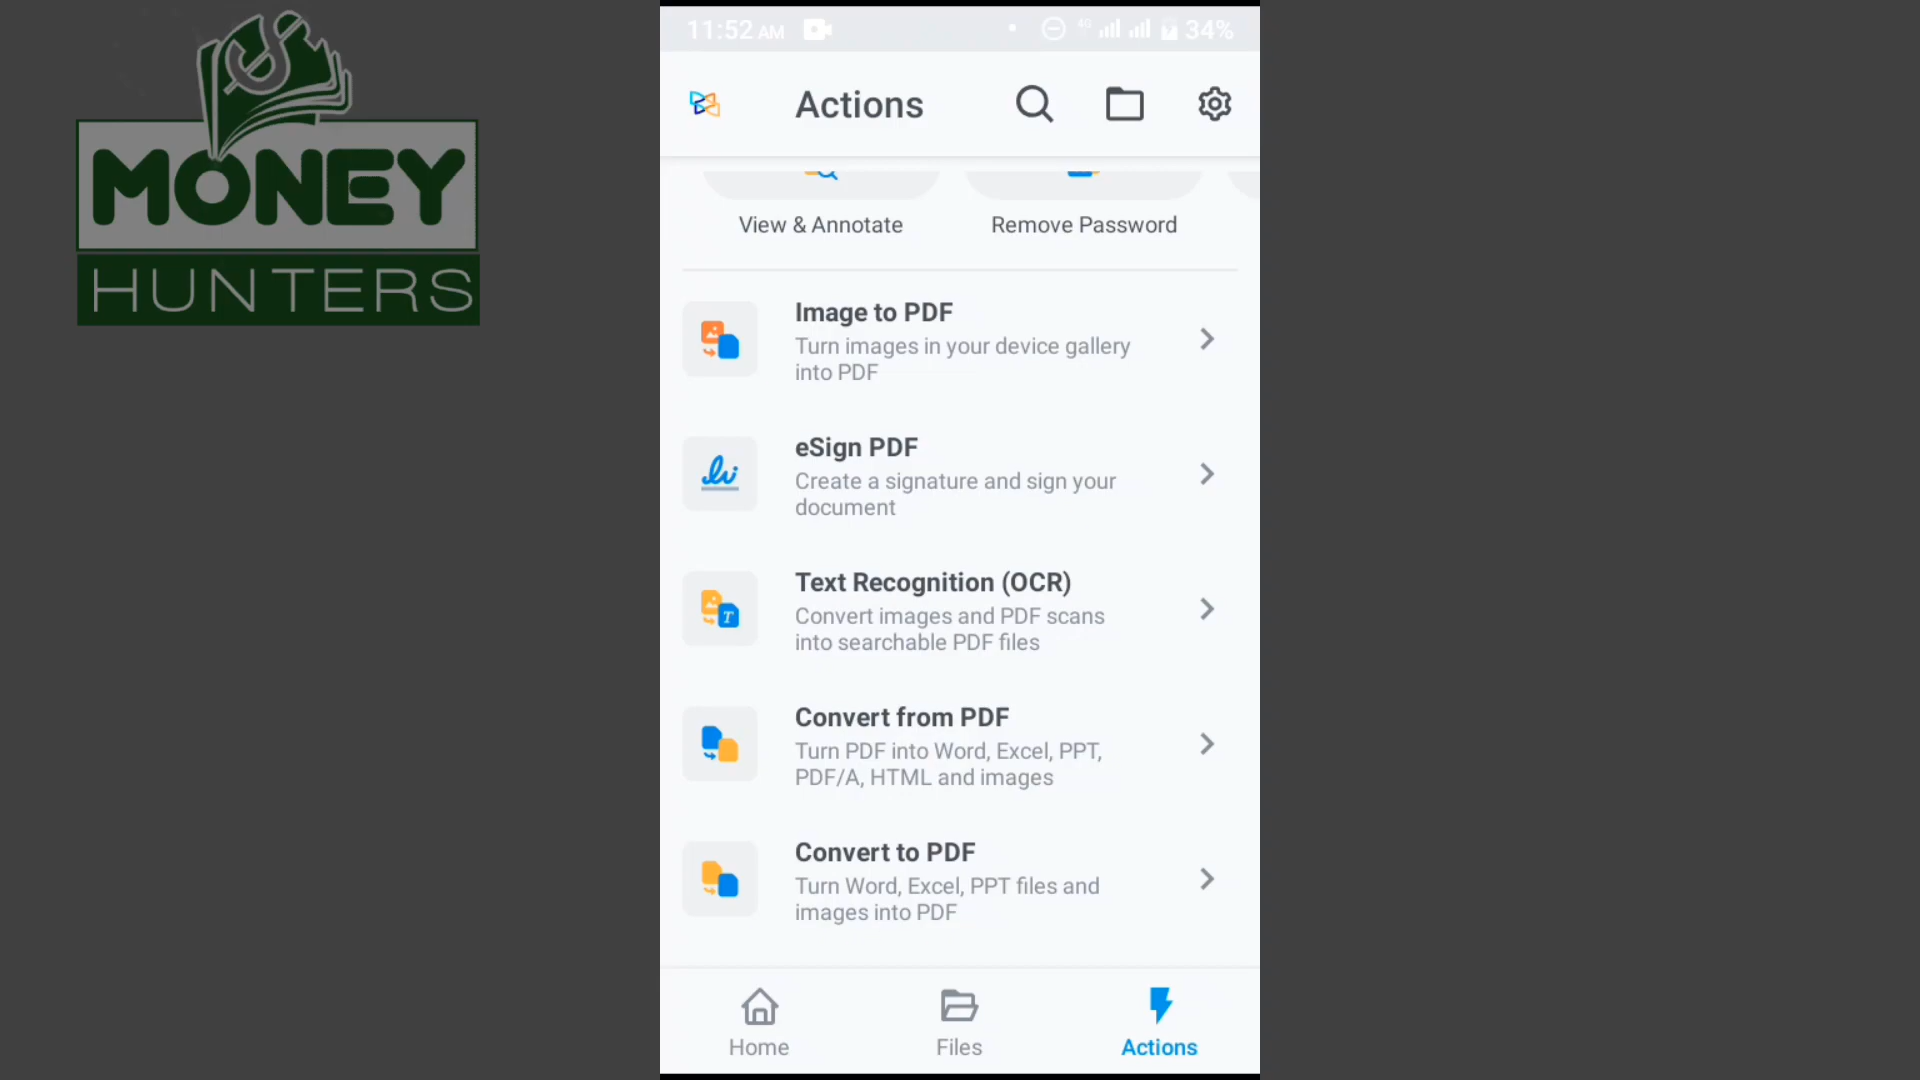 11:52 AM
4G
34%
MONEY
HUNTERS
Actions
View & Annotate
Remove Password
Image to PDF
Turn images in your device gallery
into PDF
eSign PDF
Create a signature and sign your
document
Text Recognition (OCR)
Convert images and PDF scans
into searchable PDF files
Convert from PDF
Turn PDF into Word, Excel, PPT,
PDF/A, HTML and images
Convert to PDF
Turn Word, Excel, PPT files and
images into PDF
Home
Files
Actions